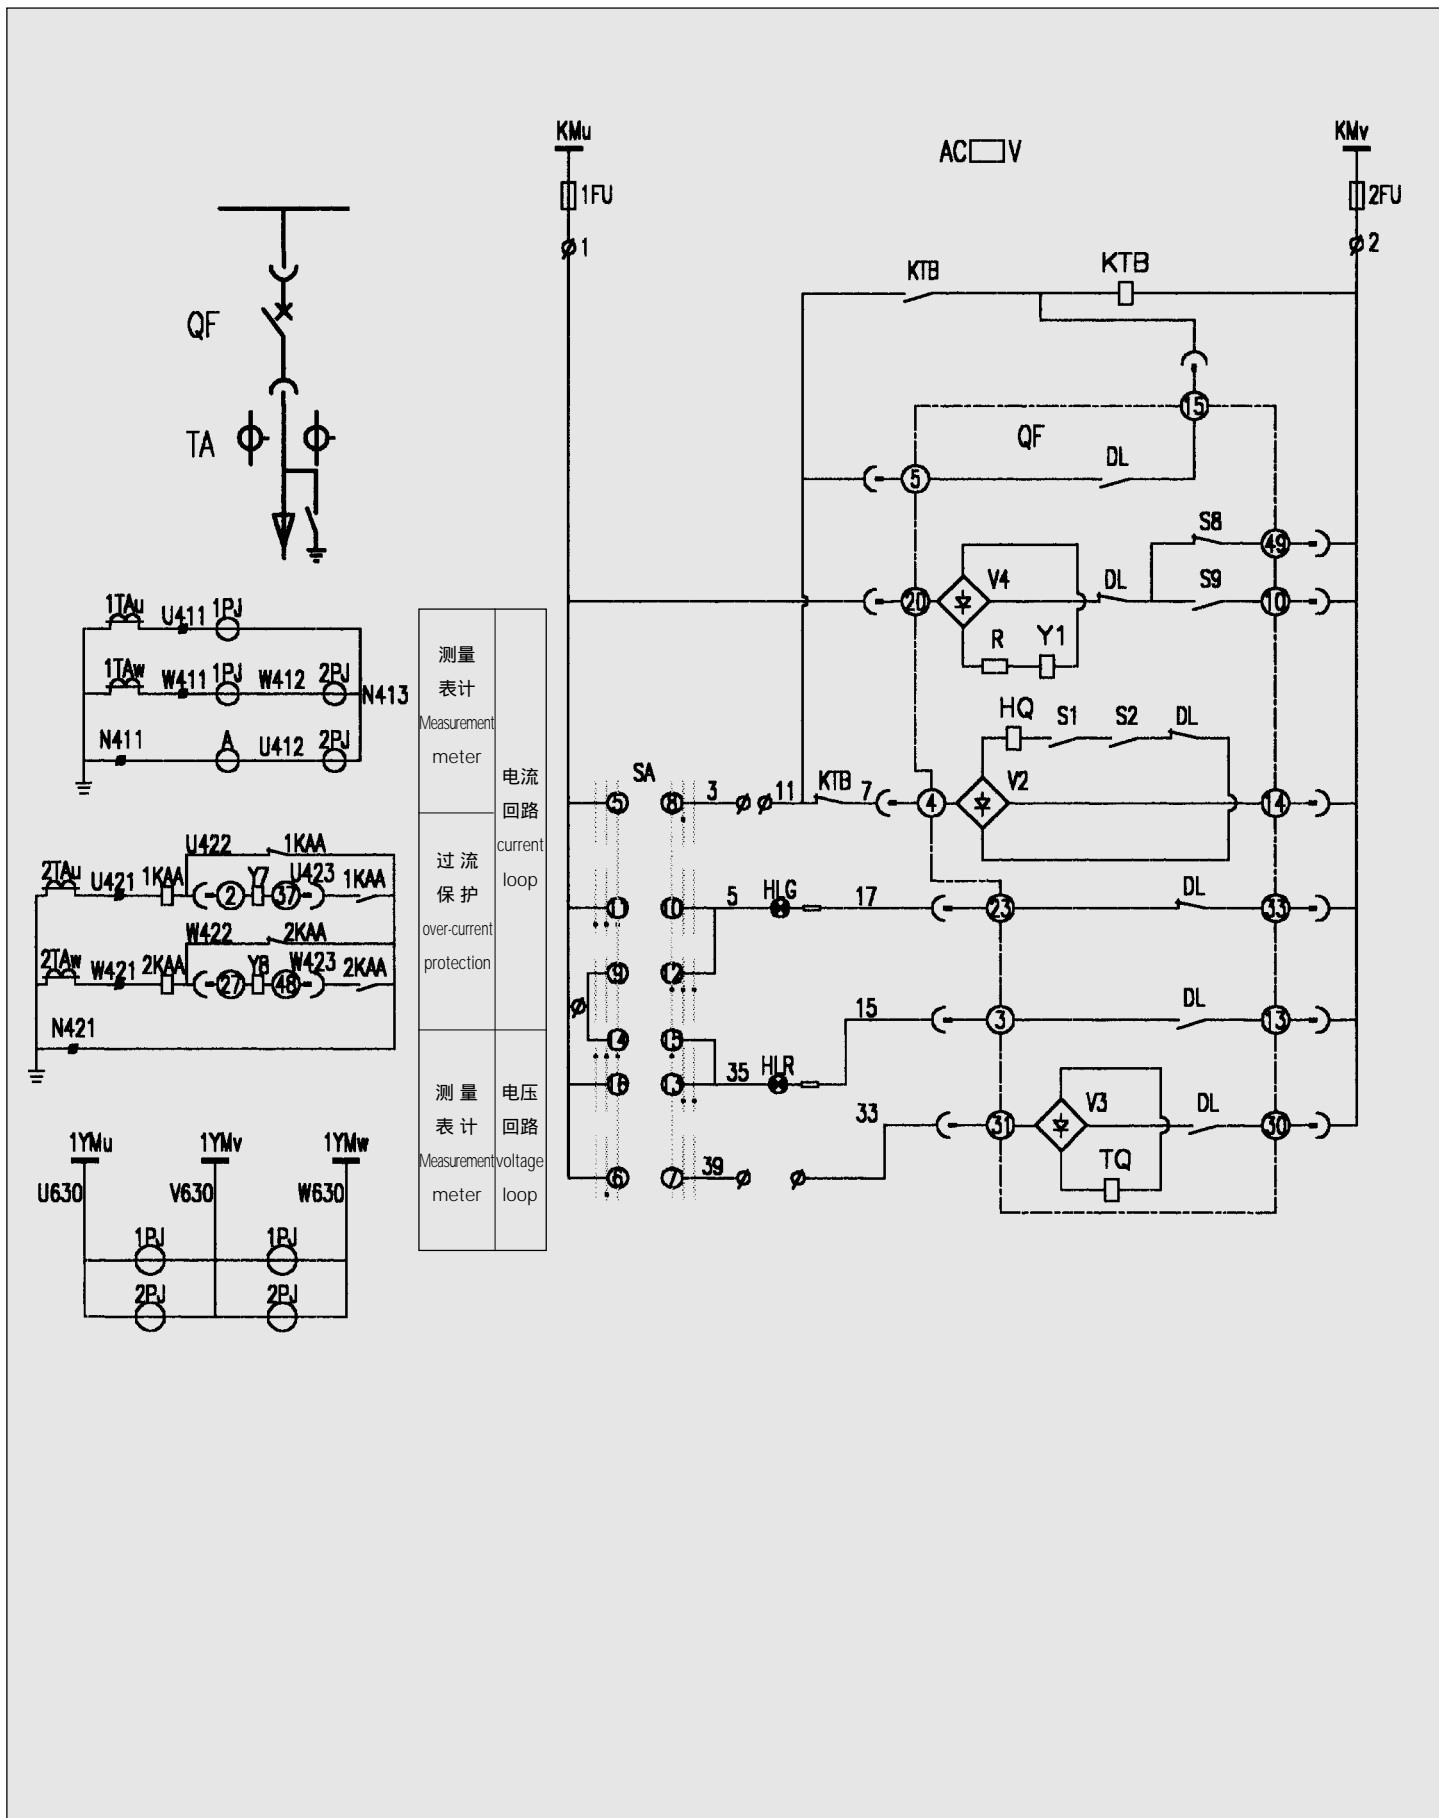 KMu
AC V
KMv
1FU
2FU
1
2
KTB
KTB
QF
TA
15
QF
DL
5
S8
49
V4
DL
S9
20
10
R
Y1
1TAu
U411
1PJ
1TAw
W411
1PJ
W412
2PJ
N413
N411
A
U412
2PJ
测量
表计
Measurement
meter
电流
回路
current
loop
过 流
保 护
over-current
protection
测 量
表 计
Measurement
meter
电压
回路
voltage
loop
HQ
S1
S2
DL
SA
5
8
3
11
KTB
7
4
V2
14
U422
1KAA
2TAu
U421
1KAA
2
Y7
37
U423
1KAA
W422
2KAA
2TAw
W421
2KAA
27
Y8
48
W423
2KAA
N421
11
10
5
HLG
17
23
DL
33
9
12
15
3
DL
13
14
15
16
13
35
HLR
33
31
V3
DL
30
TQ
6
7
39
1YMu
1YMv
1YMw
U630
V630
W630
1PJ
1PJ
2PJ
2PJ